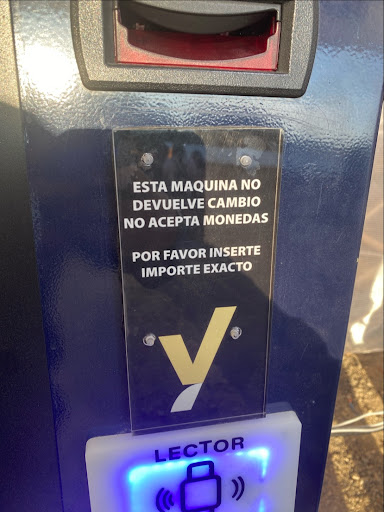 ESTA MAQUINA NO
DEVUELVE CAMBIO
NO ACEPTA MONEDAS
POR FAVOR INSERTE
IMPORTE EXACTO
LECTOR